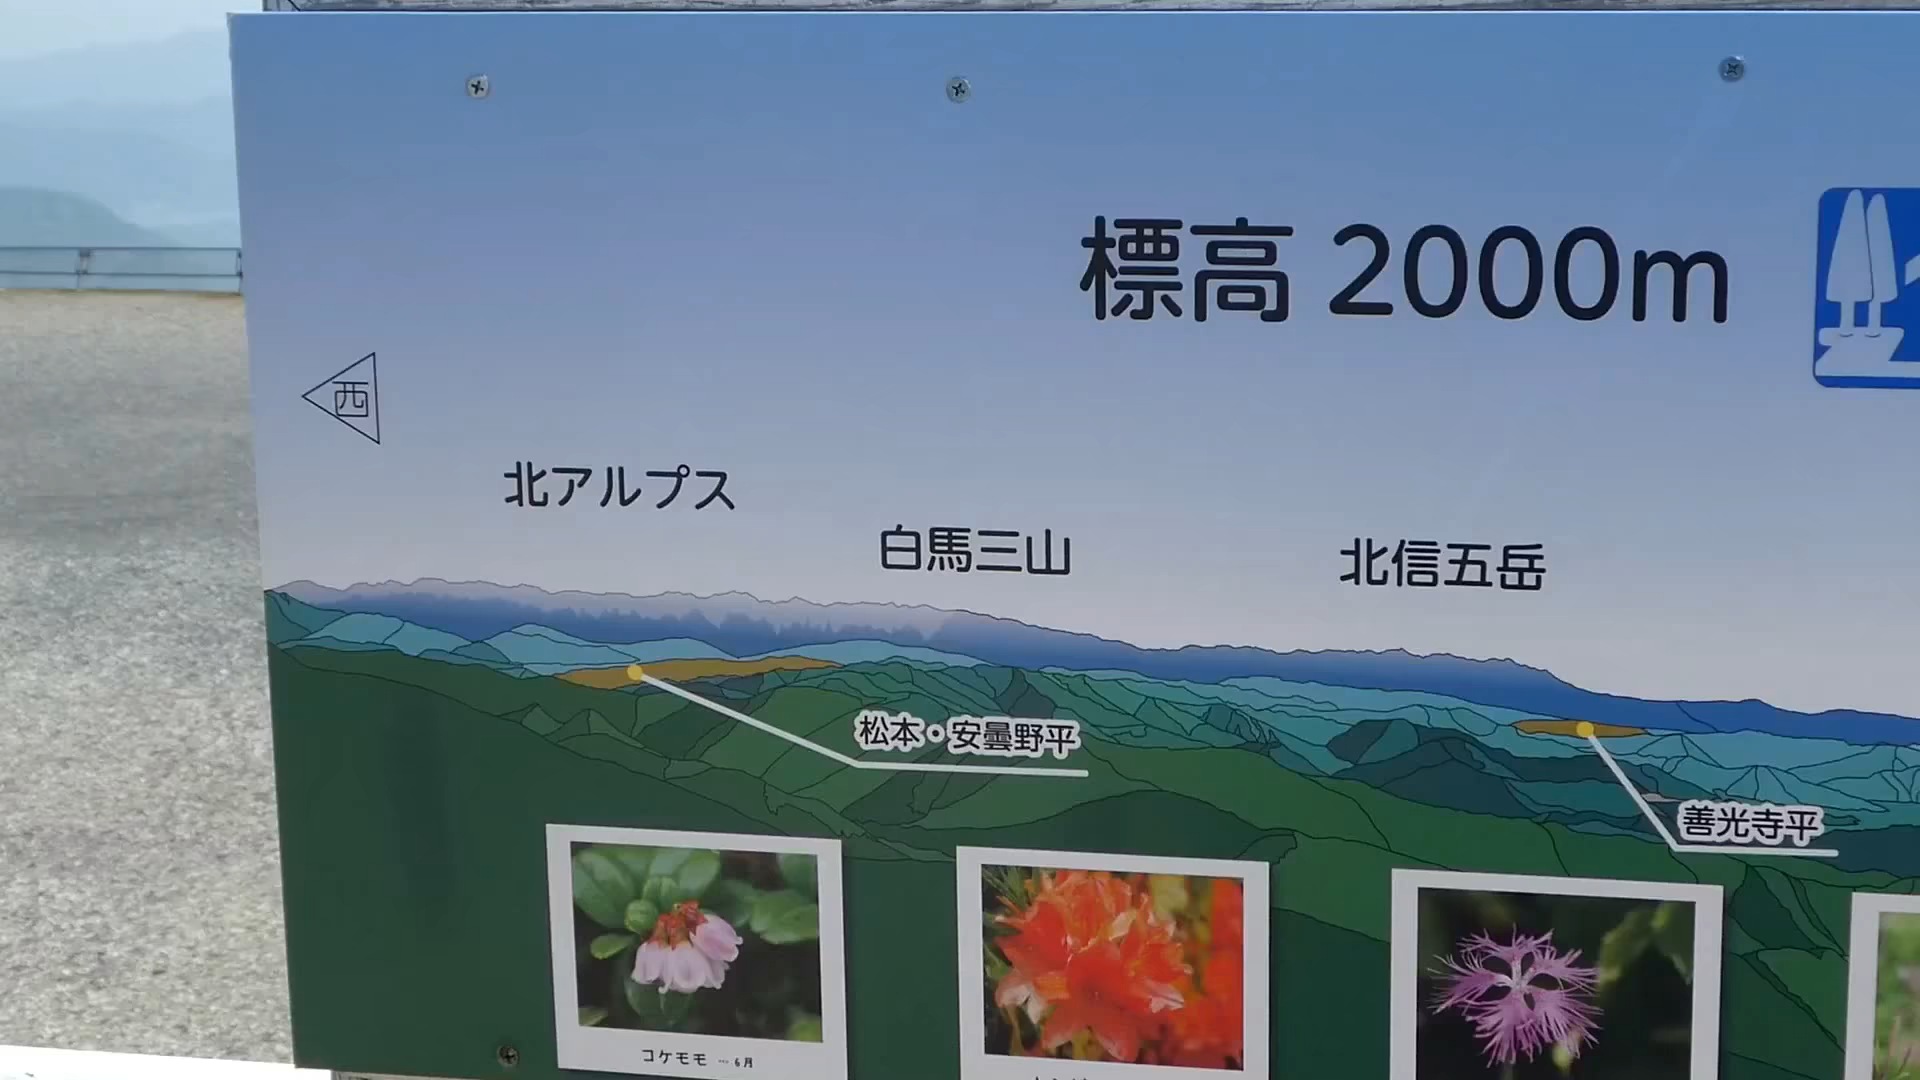 標高 2000m
西
北アルプス
白馬三山
北信五岳
松本・安曇野平
善光寺平
コケモモ … 6月